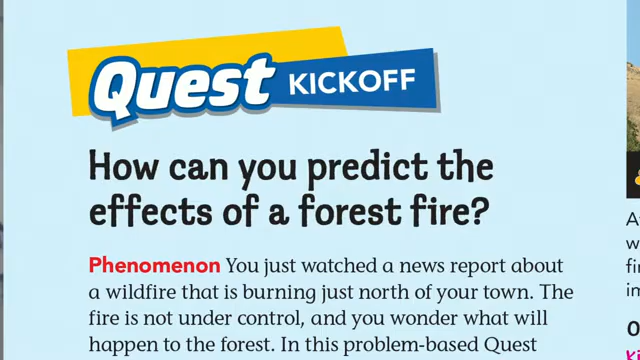 Quest KICKOFF
How can you predict the
effects of a forest fire?
Phenomenon You just watched a news report about
a wildfire that is burning just north of your town. The
fire is not under control, and you wonder what will
happen to the forest. In this problem-based Quest